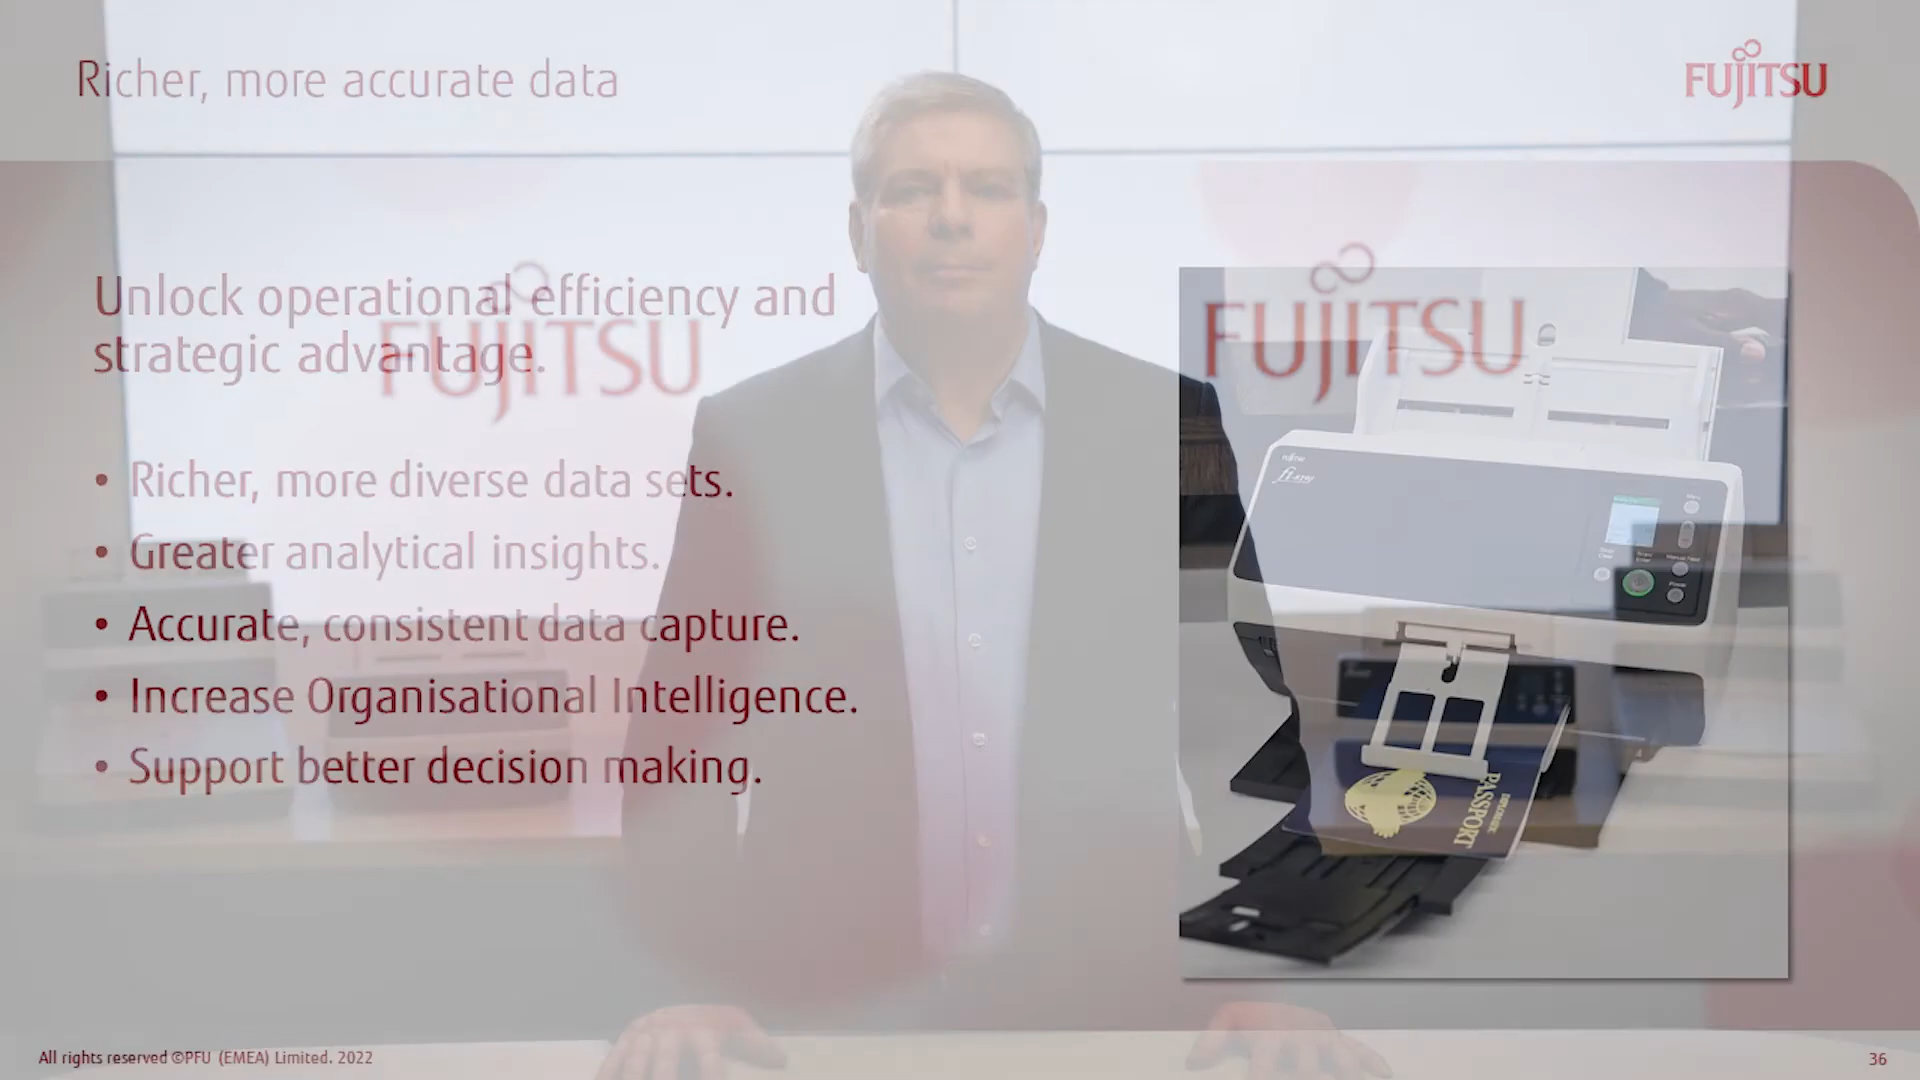 Richer, more accurate data
FUJITSU
Unlock operational efficiency and
strategic advantage.
FUJITSU
FUJITSU
• Richer, more diverse data sets.
• Greater analytical insights.
• Accurate, consistent data capture.
• Increase Organisational Intelligence.
• Support better decision making.
FUJITSU
Power
PASSPORT
All rights reserved ©PFU (EMEA) Limited. 2022
36